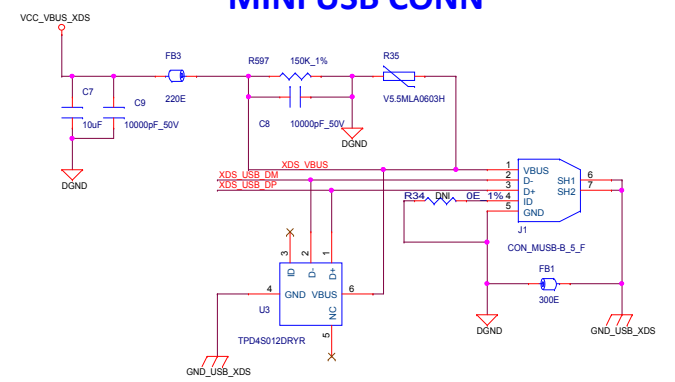 MINI USB CONN
VCC_VBUS_XDS
FB3
220E
R597
150K_1%
R35
V5.5MLA0603H
C7
10uF
C9
10000pF_50V
C8
10000pF_50V
DGND
DGND
XDS_VBUS
XDS_USB_DM
XDS_USB_DP
R34
DNI
0E_1%
1
2
3
4
5
VBUS
D-
D+
ID
GND
SH1
SH2
6
7
J1
CON_MUSB-B_5_F
FB1
300E
DGND
GND_USB_XDS
3
2
1
ID
D-
D+
4
GND
VBUS
6
U3
NC
5
TPD4S012DRYR
GND_USB_XDS